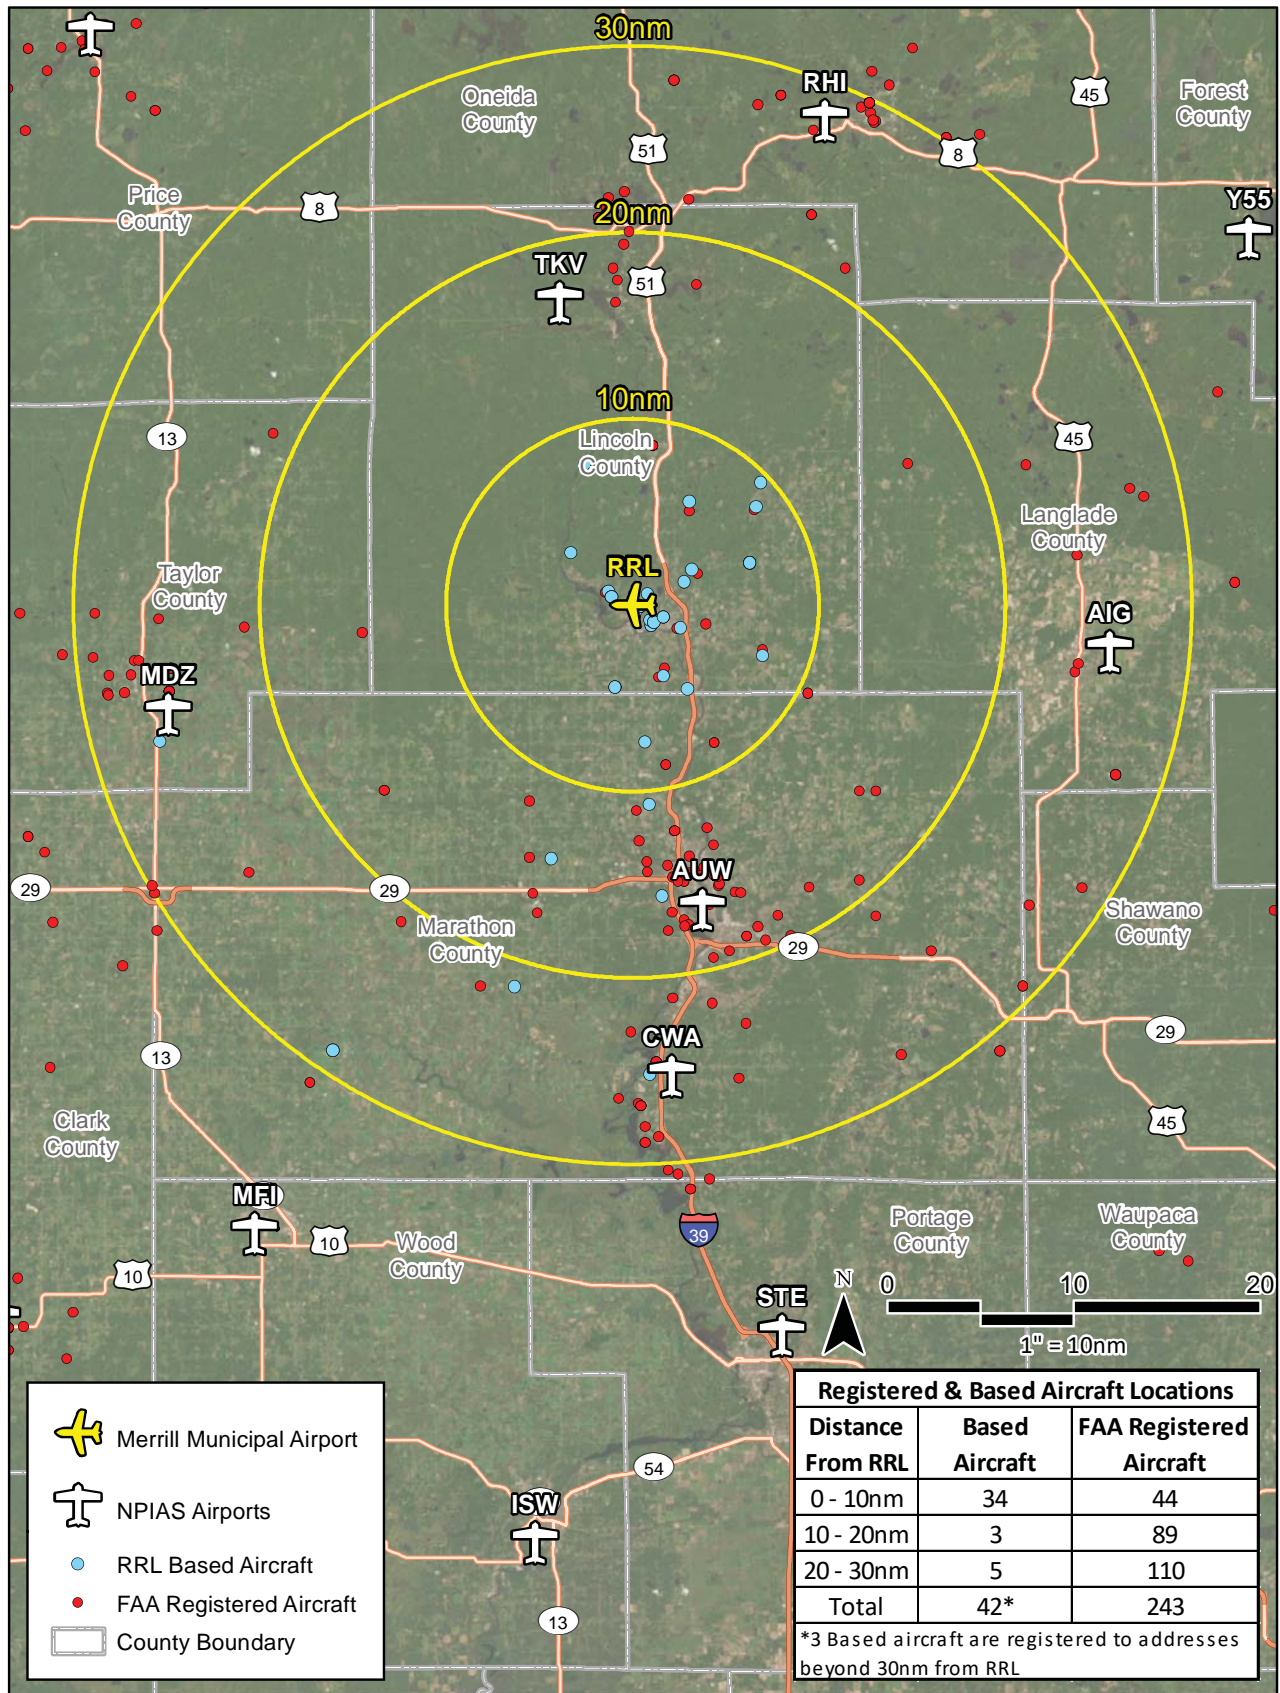 30nm
RHI
45
Forest
County
Oneida
County
51
8
Price
County
8
Y55
20nm
TKV
51
10nm
Lincoln
County
13
45
Langlade
County
RRL
Taylor
County
AIG
MDZ
AUW
29
29
Marathon
County
29
Shawano
County
CWA
13
29
Clark
County
45
MFI
10
Wood
County
39
Portage
County
Waupaca
County
10
STE
N
0
10
20
1" = 10nm
54
ISW
13
Merrill Municipal Airport
NPIAS Airports
RRL Based Aircraft
FAA Registered Aircraft
County Boundary
Registered & Based Aircraft Locations
Distance From RRL
Based Aircraft
FAA Registered Aircraft
0 - 10nm 34 44
10 - 20nm 3 89
20 - 30nm 5 110
Total 42* 243
*3 Based aircraft are registered to addresses
beyond 30nm from RRL